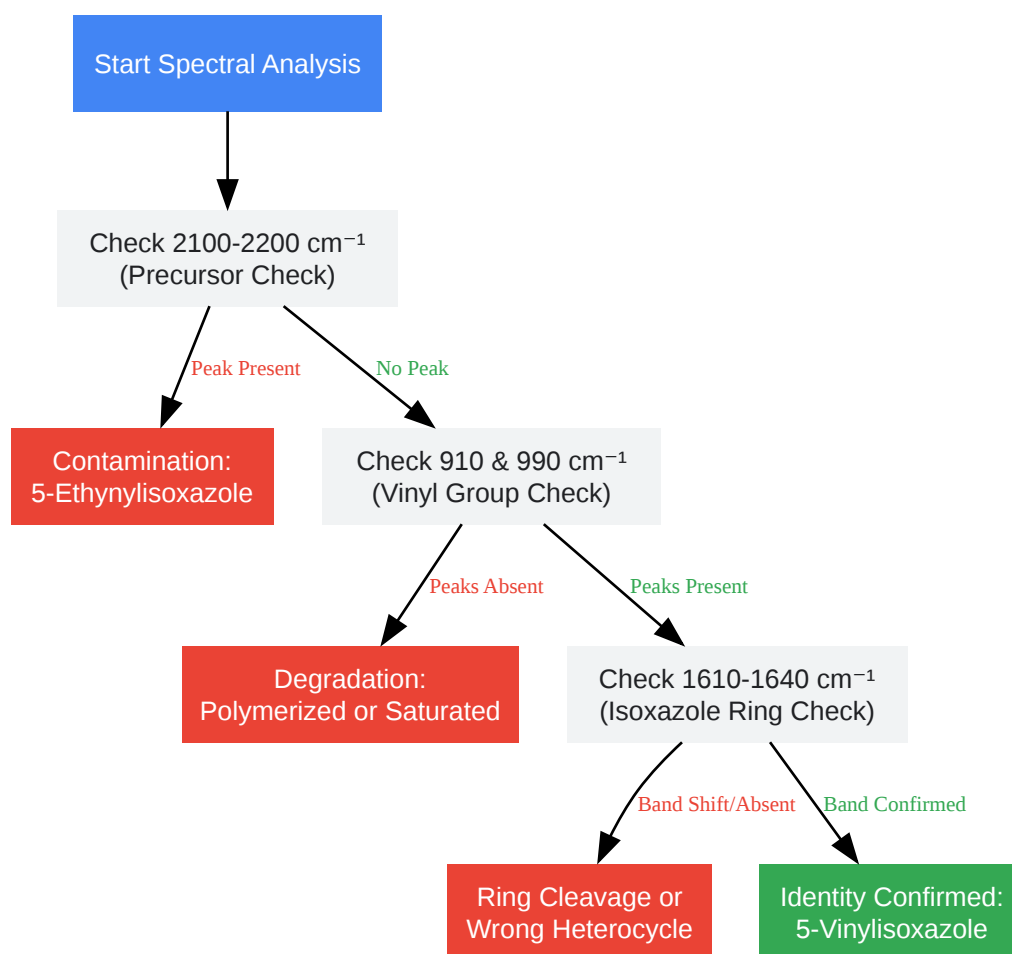 Start Spectral Analysis
Check 2100-2200 cm⁻¹
(Precursor Check)
Peak Present
No Peak
Contamination:
5-Ethynylisoxazole
Check 910 & 990 cm⁻¹
(Vinyl Group Check)
Peaks Absent
Peaks Present
Degradation:
Polymerized or Saturated
Check 1610-1640 cm⁻¹
(Isoxazole Ring Check)
Band Shift/Absent
Band Confirmed
Ring Cleavage or
Wrong Heterocycle
Identity Confirmed:
5-Vinylisoxazole